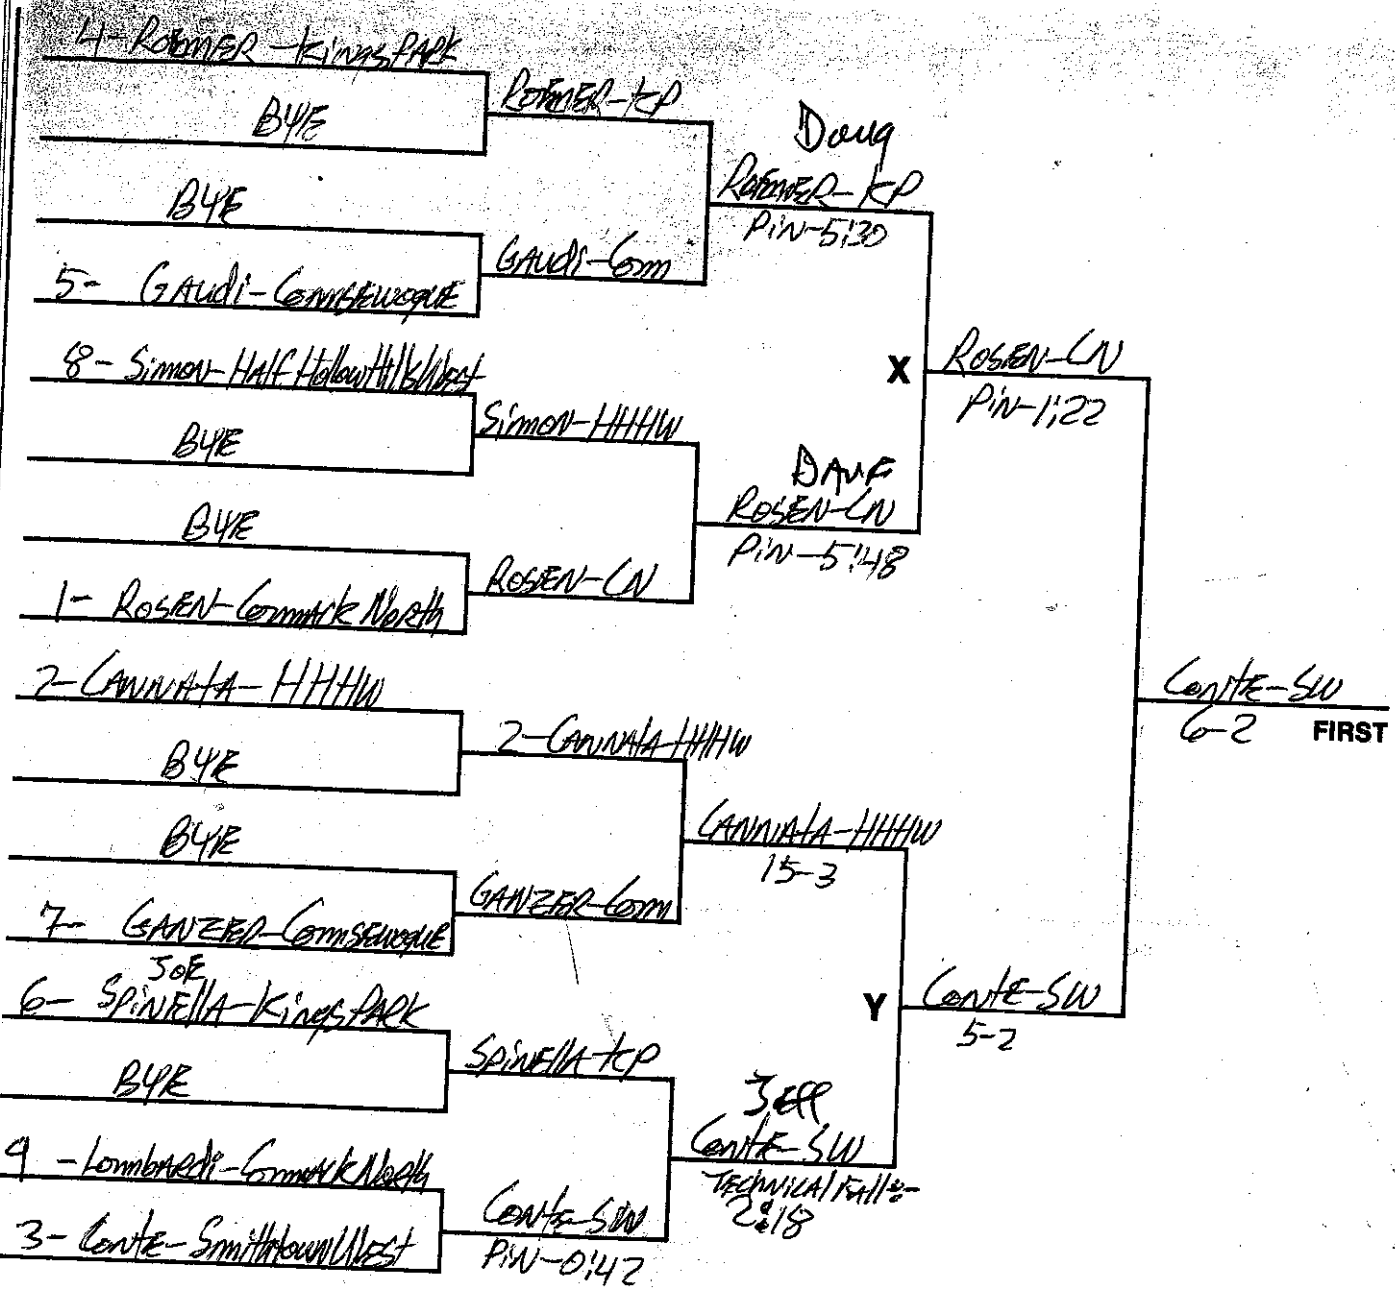 4-Roemer-Kings Park
BYE
BYE
5- Gaudi-Comsewogue
8-Simon-Half Hollow Hills West
BYE
BYE
1-Rosen-Commack North
2-Cannata-HHHW
BYE
BYE
7- Ganzer-Comsewogue
Joe
6-Spinella-Kings Park
BYE
9-Lombardi-Commack North
3-Conte-Smithtown West
Roemer-KP
Gaudi-Com
Simon-HHHW
Rosen-CN
2-Cannata-HHHW
Ganzer-Com
Spinella-KP
Conte-SW
Pin-0:42
Doug
Roemer-KP
Pin-5:30
Dave
Rosen-CN
Pin-5:48
Cannata-HHHW
15-3
Jeff
Conte-SW
Technical Fall:-
2:18
X
Rosen-CN
Pin-1:22
Y
Conte-SW
5-2
Conte-SW
6-2 FIRST